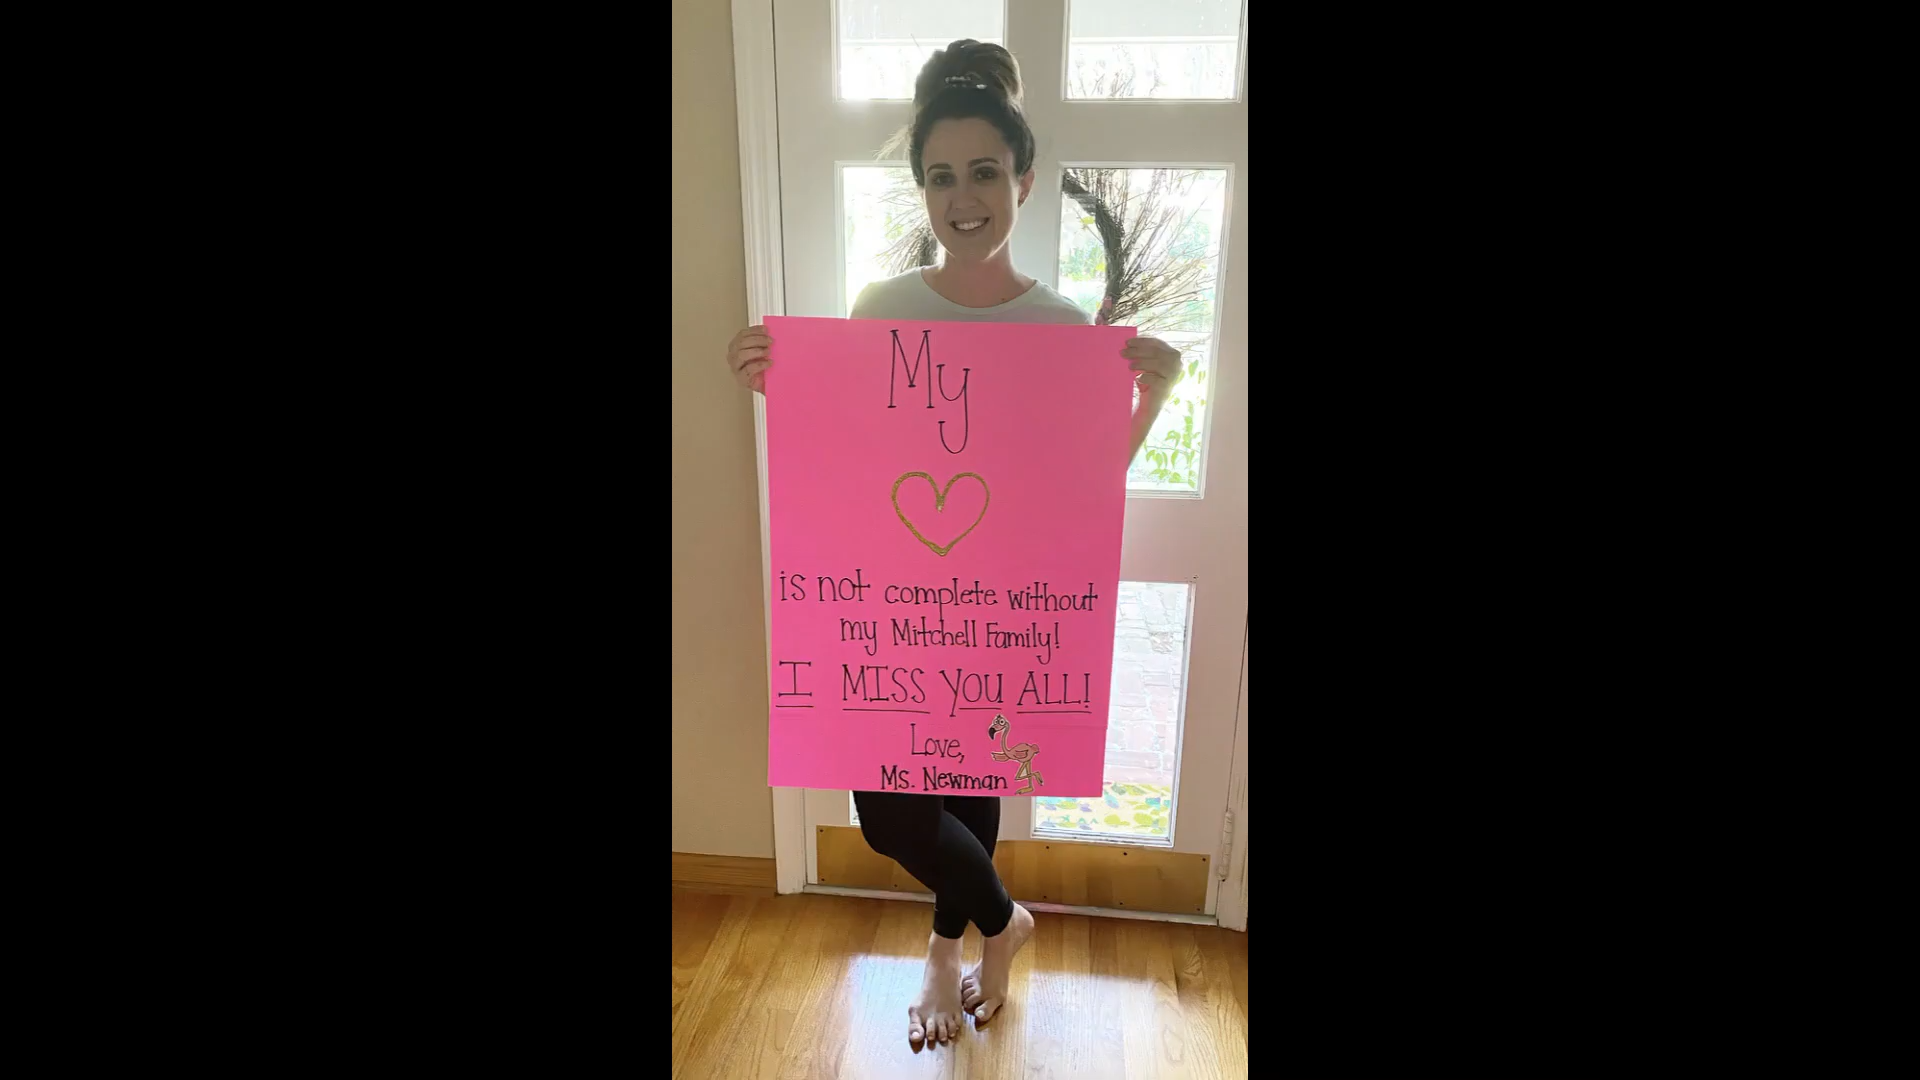 My
is not complete without
my Mitchell Family!
I MISS YOU ALL!
Love,
Ms. Newman